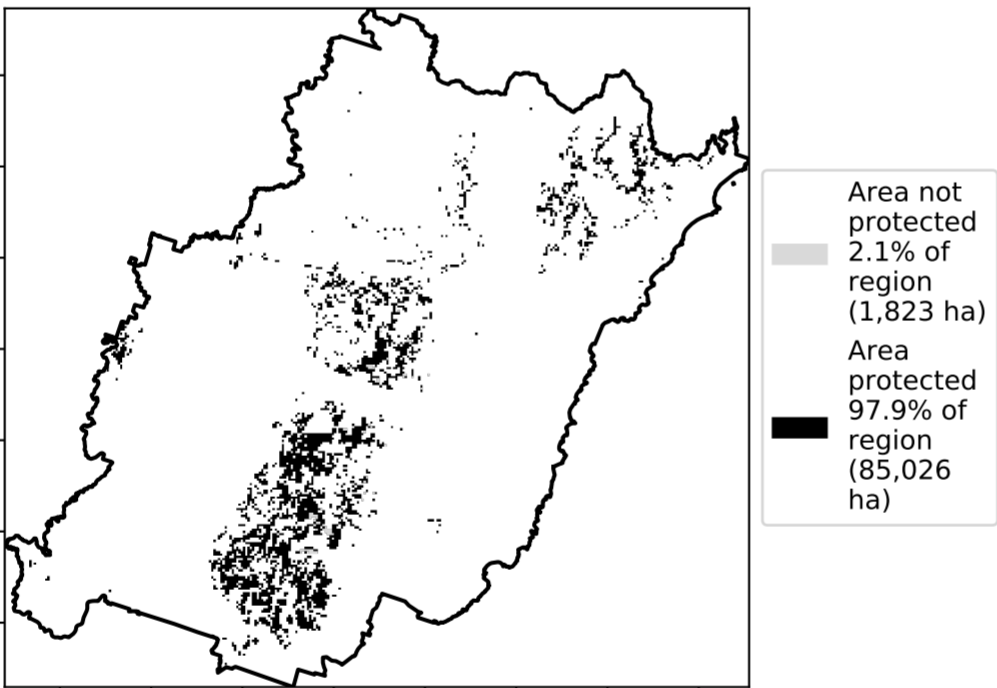 Area not
protected
2.1% of
region
(1,823 ha)
Area
protected
97.9% of
region
(85,026
ha)